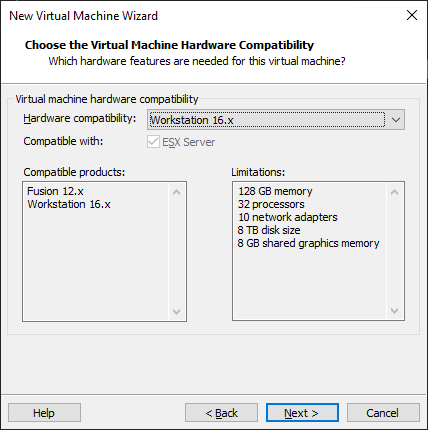 New Virtual Machine Wizard
Choose the Virtual Machine Hardware Compatibility
Which hardware features are needed for this virtual machine?
Virtual machine hardware compatibility
Hardware compatibility:
Workstation 16.x
Compatible with:
ESX Server
Compatible products:
Fusion 12.x
Workstation 16.x
Limitations:
128 GB memory
32 processors
10 network adapters
8 TB disk size
8 GB shared graphics memory
Help
< Back
Next >
Cancel